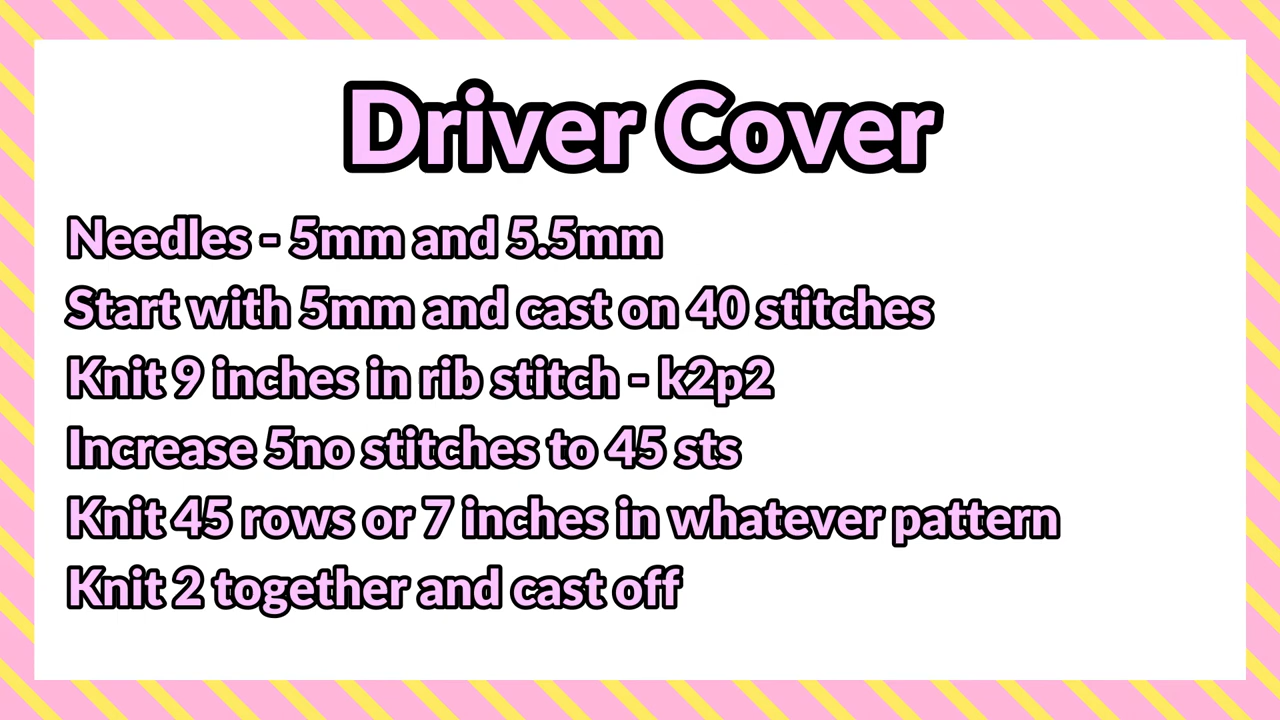 Driver Cover
Needles - 5mm and 5.5mm
Start with 5mm and cast on 40 stitches
Knit 9 inches in rib stitch - k2p2
Increase 5no stitches to 45 sts
Knit 45 rows or 7 inches in whatever pattern
Knit 2 together and cast off